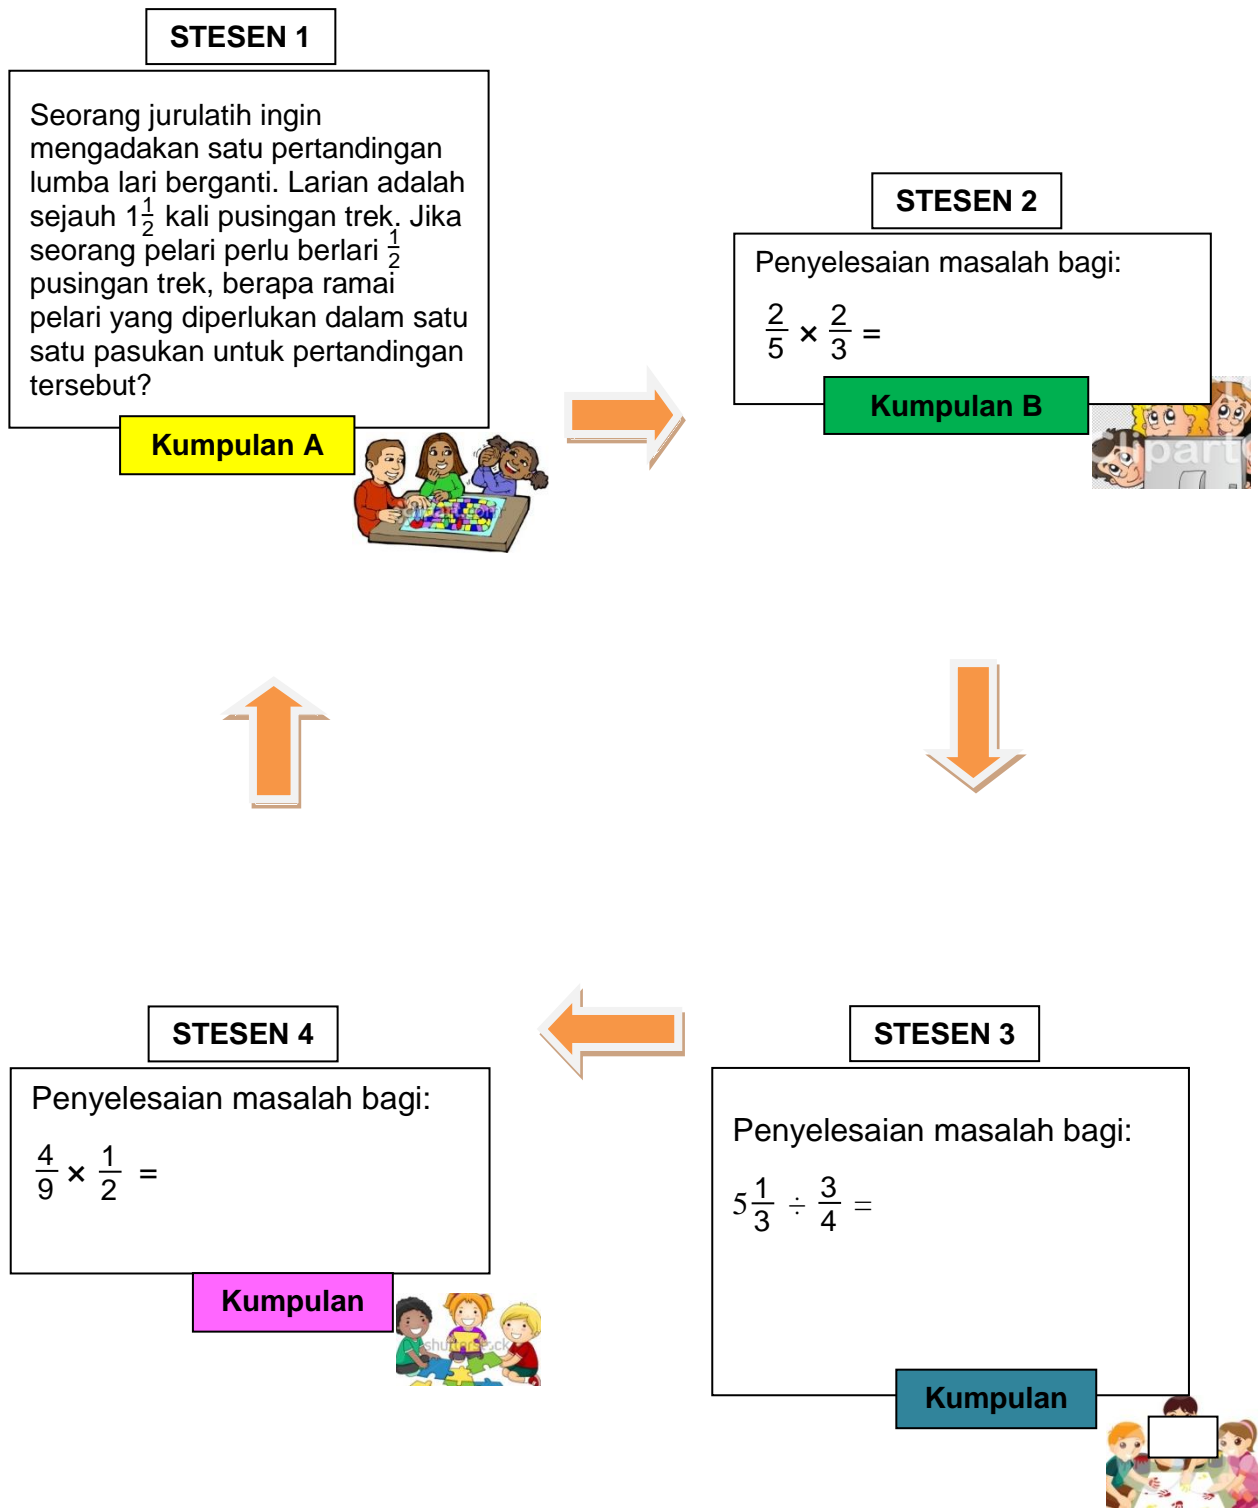 STESEN 1
Seorang jurulatih ingin
mengadakan satu pertandingan
lumba lari berganti. Larian adalah
sejauh 1 1/2 kali pusingan trek. Jika
seorang pelari perlu berlari 1/2
pusingan trek, berapa ramai
pelari yang diperlukan dalam satu
satu pasukan untuk pertandingan
tersebut?
Kumpulan A
STESEN 2
Penyelesaian masalah bagi:
2/5 × 2/3 =
Kumpulan B
STESEN 3
Penyelesaian masalah bagi:
5 1/3 ÷ 3/4 =
Kumpulan
STESEN 4
Penyelesaian masalah bagi:
4/9 × 1/2 =
Kumpulan